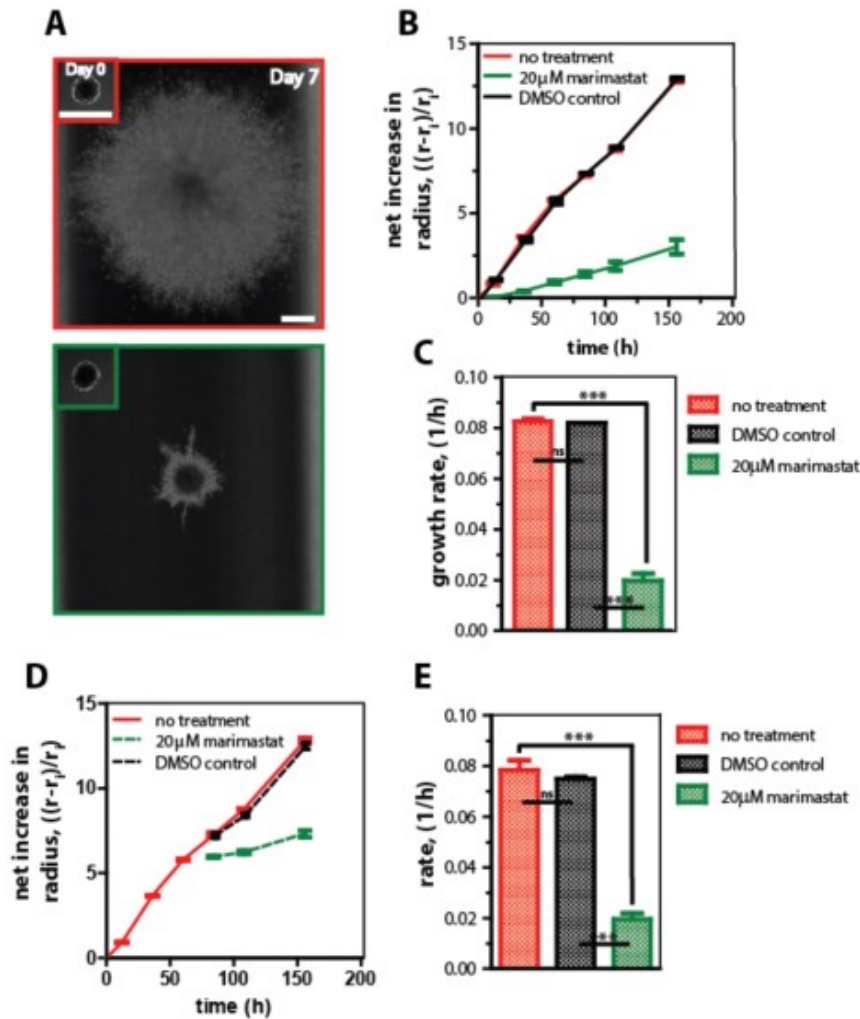 A
Day 0
Day 7
B
15
10
5
0
0
50
100
150
200
no treatment
20μM marimastat
DMSO control
net increase in
radius, ((r-rᵢ)/rᵢ)
time (h)
C
0.10
0.08
0.06
0.04
0.02
0.00
growth rate, (1/h)
***
ns
***
no treatment
DMSO control
20μM marimastat
D
15
10
5
0
0
50
100
150
200
no treatment
20μM marimastat
DMSO control
net increase in
radius, ((r-rᵢ)/rᵢ)
time (h)
E
0.10
0.08
0.06
0.04
0.02
0.00
rate, (1/h)
***
ns
***
no treatment
DMSO control
20μM marimastat